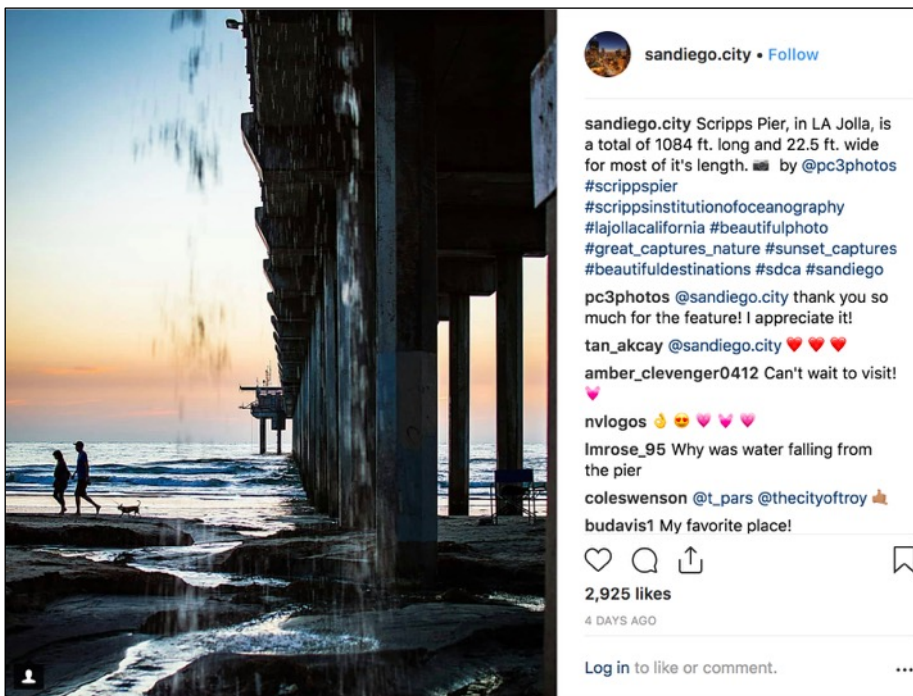 sandiego.city • Follow
sandiego.city Scripps Pier, in LA Jolla, is
a total of 1084 ft. long and 22.5 ft. wide
for most of it's length. 📷 by @pc3photos
#scrippspier
#scrippsinstitutionofoceanography
#lajollacalifornia #beautifulphoto
#great_captures_nature #sunset_captures
#beautifuldestinations #sdca #sandiego
pc3photos @sandiego.city thank you so
much for the feature! I appreciate it!
tan_akcay @sandiego.city ❤️ ❤️ ❤️
amber_clevenger0412 Can't wait to visit!
💓
nvlogos 👌 😍 💗 💓 💗
lmrose_95 Why was water falling from
the pier
coleswenson @t_pars @thecityoftroy 🤙🏽
budavis1 My favorite place!
2,925 likes
4 DAYS AGO
Log in to like or comment.